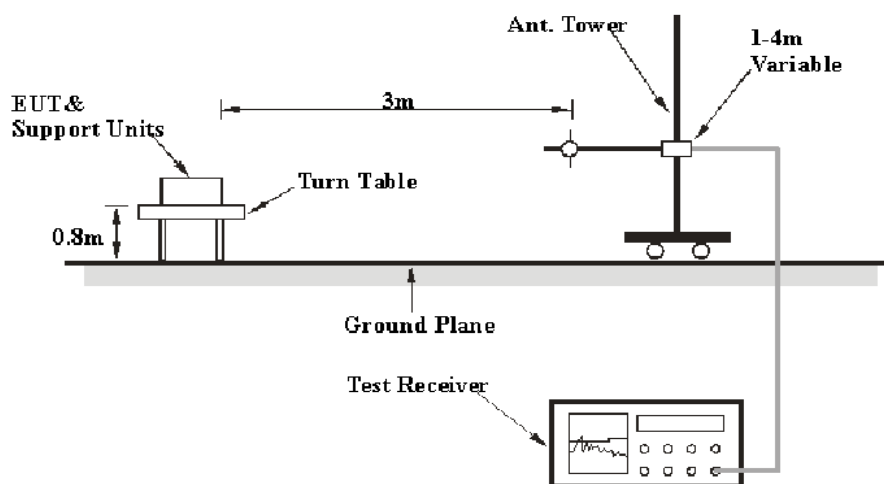 Ant. Tower
1-4m
Variable
3m
EUT&
Support Units
Turn Table
0.8m
Ground Plane
Test Receiver